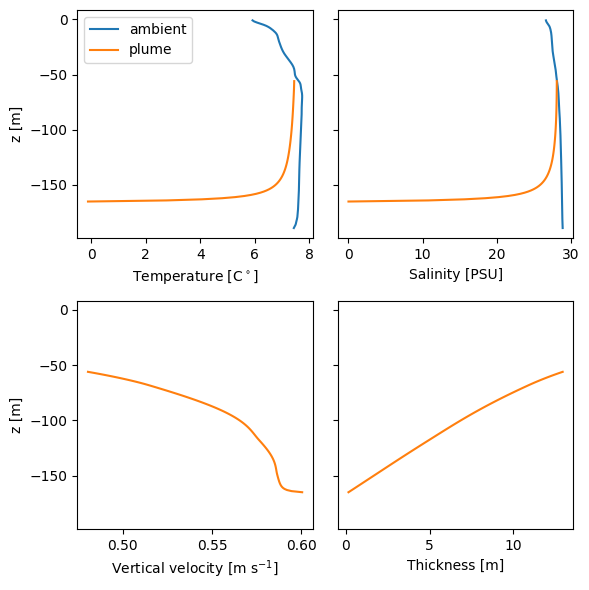 ambient
plume
0
−50
−100
−150
z [m]
0 2 4 6 8
Temperature [C°]
0 10 20 30
Salinity [PSU]
0
−50
−100
−150
z [m]
0.50 0.55 0.60
Vertical velocity [m s⁻¹]
0 5 10
Thickness [m]